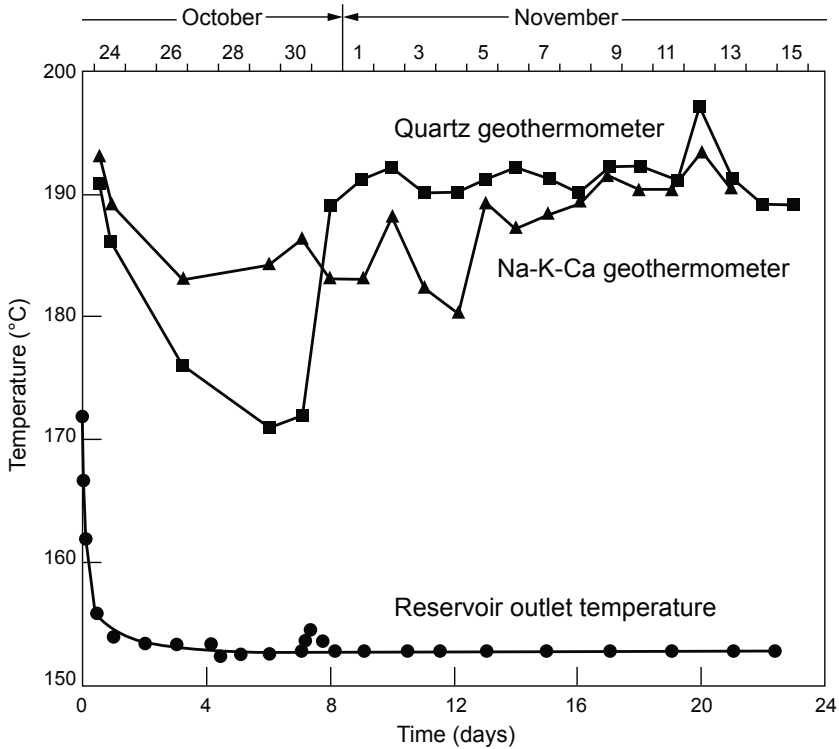 October November
24 26 28 30 1 3 5 7 9 11 13 15
200
Quartz geothermometer
190
Na-K-Ca geothermometer
180
Temperature (°C)
170
160
Reservoir outlet temperature
150
0 4 8 12 16 20 24
Time (days)